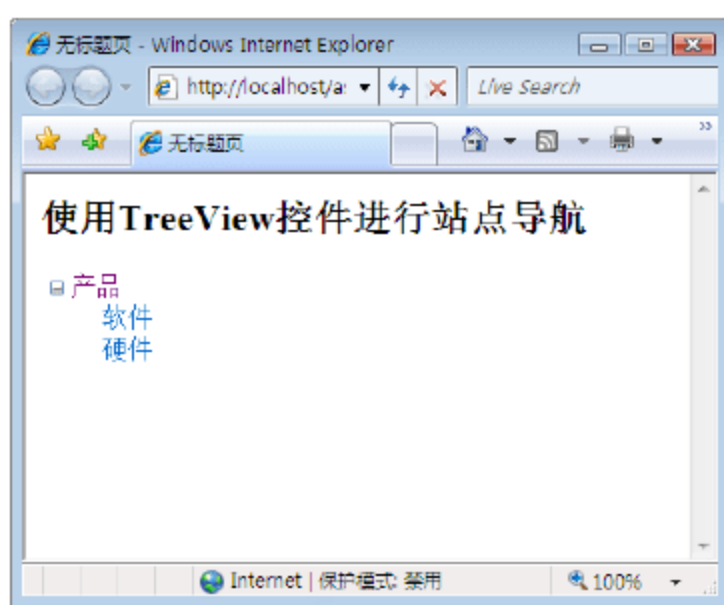 无标题页 - Windows Internet Explorer
http://localhost/a
Live Search
无标题页
使用TreeView控件进行站点导航
产品
软件
硬件
Internet | 保护模式: 禁用
100%